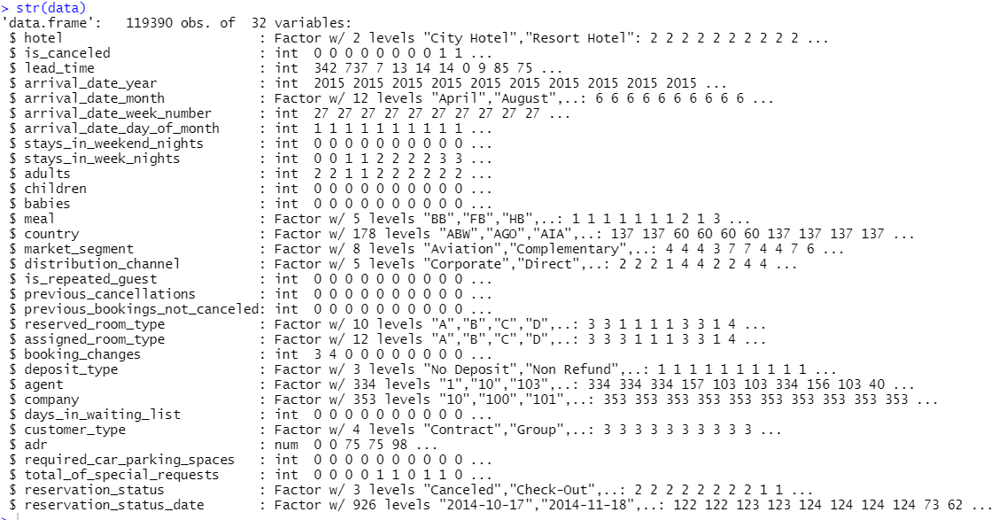 > str(data)
'data.frame':   119390 obs. of  32 variables:
 $ hotel                         : Factor w/ 2 levels "City Hotel","Resort Hotel": 2 2 2 2 2 2 2 2 2 2 ...
 $ is_canceled                   : int  0 0 0 0 0 0 0 0 1 1 ...
 $ lead_time                     : int  342 737 7 13 14 14 0 9 85 75 ...
 $ arrival_date_year             : int  2015 2015 2015 2015 2015 2015 2015 2015 2015 2015 ...
 $ arrival_date_month            : Factor w/ 12 levels "April","August",..: 6 6 6 6 6 6 6 6 6 6 ...
 $ arrival_date_week_number      : int  27 27 27 27 27 27 27 27 27 27 ...
 $ arrival_date_day_of_month     : int  1 1 1 1 1 1 1 1 1 1 ...
 $ stays_in_weekend_nights       : int  0 0 0 0 0 0 0 0 0 0 ...
 $ stays_in_week_nights          : int  0 0 1 1 2 2 2 2 3 3 ...
 $ adults                        : int  2 2 1 1 2 2 2 2 2 2 ...
 $ children                      : int  0 0 0 0 0 0 0 0 0 0 ...
 $ babies                        : int  0 0 0 0 0 0 0 0 0 0 ...
 $ meal                          : Factor w/ 5 levels "BB","FB","HB",..: 1 1 1 1 1 1 1 2 1 3 ...
 $ country                       : Factor w/ 178 levels "ABW","AGO","AIA",..: 137 137 60 60 60 60 137 137 137 137 ...
 $ market_segment                : Factor w/ 8 levels "Aviation","Complementary",..: 4 4 4 3 7 7 4 4 7 6 ...
 $ distribution_channel          : Factor w/ 5 levels "Corporate","Direct",..: 2 2 2 1 4 4 2 2 4 4 ...
 $ is_repeated_guest             : int  0 0 0 0 0 0 0 0 0 0 ...
 $ previous_cancellations        : int  0 0 0 0 0 0 0 0 0 0 ...
 $ previous_bookings_not_canceled: int  0 0 0 0 0 0 0 0 0 0 ...
 $ reserved_room_type            : Factor w/ 10 levels "A","B","C","D",..: 3 3 1 1 1 1 3 3 1 4 ...
 $ assigned_room_type            : Factor w/ 12 levels "A","B","C","D",..: 3 3 3 1 1 1 3 3 1 4 ...
 $ booking_changes               : int  3 4 0 0 0 0 0 0 0 0 ...
 $ deposit_type                  : Factor w/ 3 levels "No Deposit","Non Refund",..: 1 1 1 1 1 1 1 1 1 1 ...
 $ agent                         : Factor w/ 334 levels "1","10","103",..: 334 334 334 157 103 103 334 156 103 40 ...
 $ company                       : Factor w/ 353 levels "10","100","101",..: 353 353 353 353 353 353 353 353 353 353 ...
 $ days_in_waiting_list          : int  0 0 0 0 0 0 0 0 0 0 ...
 $ customer_type                 : Factor w/ 4 levels "Contract","Group",..: 3 3 3 3 3 3 3 3 3 3 ...
 $ adr                           : num  0 0 75 75 98 ...
 $ required_car_parking_spaces   : int  0 0 0 0 0 0 0 0 0 0 ...
 $ total_of_special_requests     : int  0 0 0 0 1 1 0 1 1 0 ...
 $ reservation_status            : Factor w/ 3 levels "Canceled","Check-Out",..: 2 2 2 2 2 2 2 2 1 1 ...
 $ reservation_status_date       : Factor w/ 926 levels "2014-10-17","2014-11-18",..: 122 122 123 123 124 124 124 124 73 62 ...
>